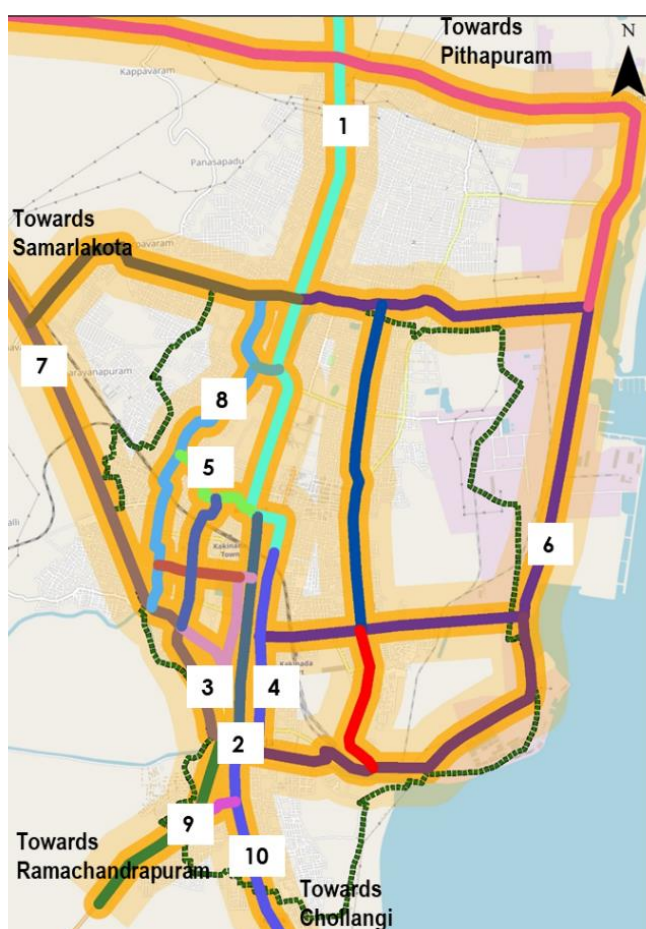 Towards
Pithapuram
N
Kappavaram
1
Panasapadu
Towards
Samarlakota
7
8
5
Kakinada
Town
6
3
4
2
9
Towards
Ramachandrapuram
10
Towards
Chollangi